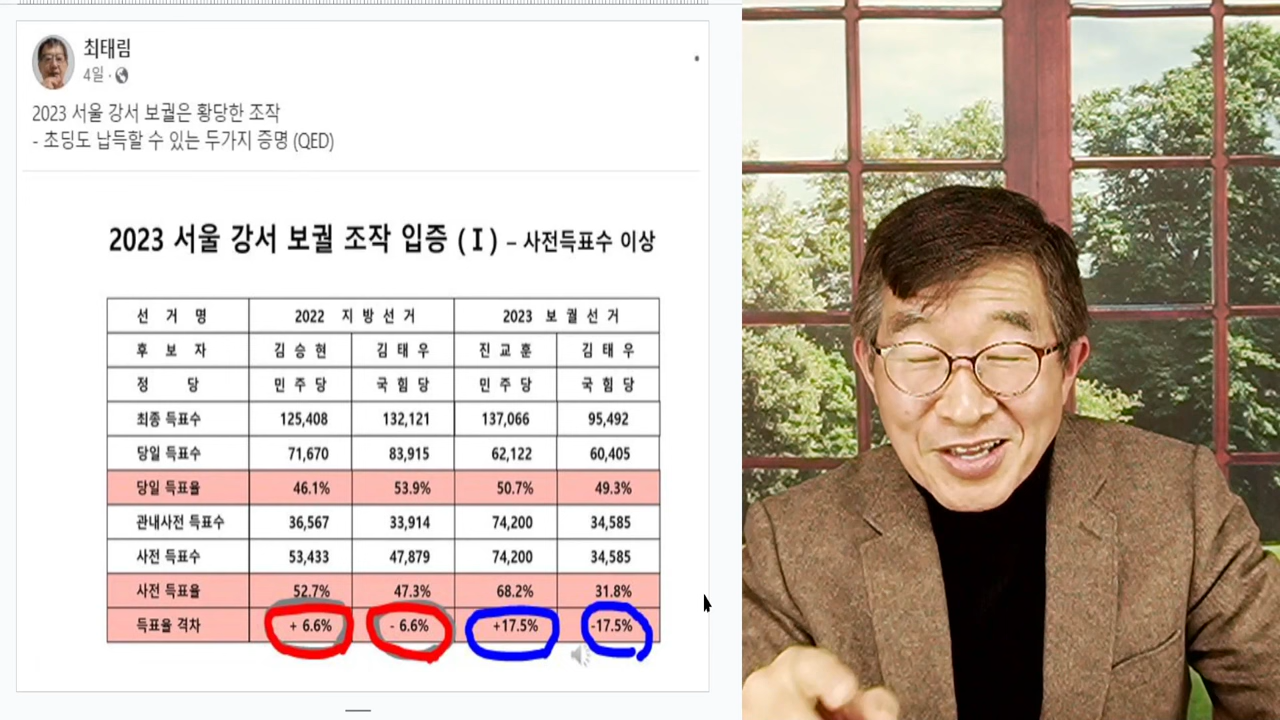 최태림
4일 ·
2023 서울 강서 보궐은 황당한 조작
- 초딩도 납득할 수 있는 두가지 증명 (QED)
2023 서울 강서 보궐 조작 입증 (I) – 사전득표수 이상
선 거 명 2022 지 방 선 거 2023 보 궐 선 거
후 보 자 김 승 현 김 태 우 진 교 훈 김 태 우
정 당 민 주 당 국 힘 당 민 주 당 국 힘 당
최종 득표수 125,408 132,121 137,066 95,492
당일 득표수 71,670 83,915 62,122 60,405
당일 득표율 46.1% 53.9% 50.7% 49.3%
관내사전 득표수 36,567 33,914 74,200 34,585
사전 득표수 53,433 47,879 74,200 34,585
사전 득표율 52.7% 47.3% 68.2% 31.8%
득표율 격차 + 6.6% - 6.6% +17.5% -17.5%